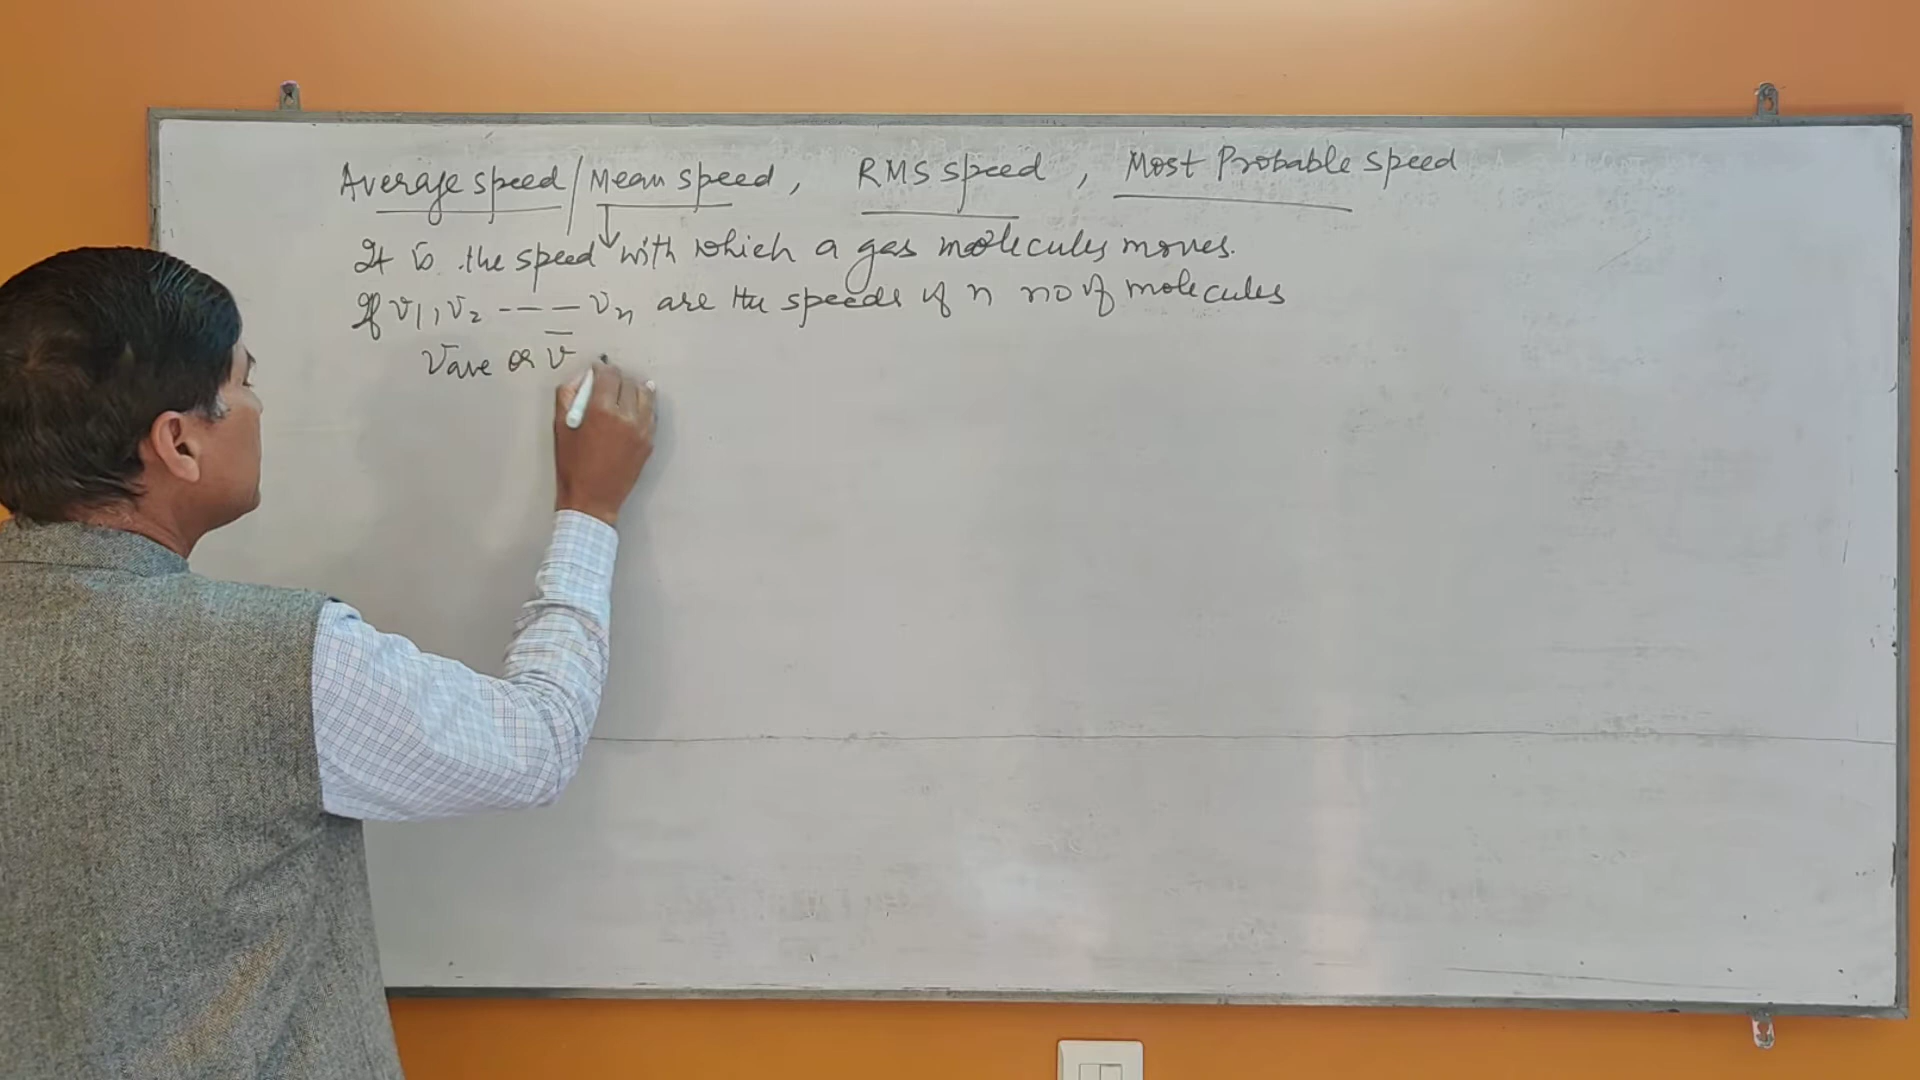 Average speed/Mean speed, RMS speed, Most Probable speed
It is the speed with which a gas molecules moves.
If v1, v2 ---- vn are the speeds of n no of molecules
Vave or v̅